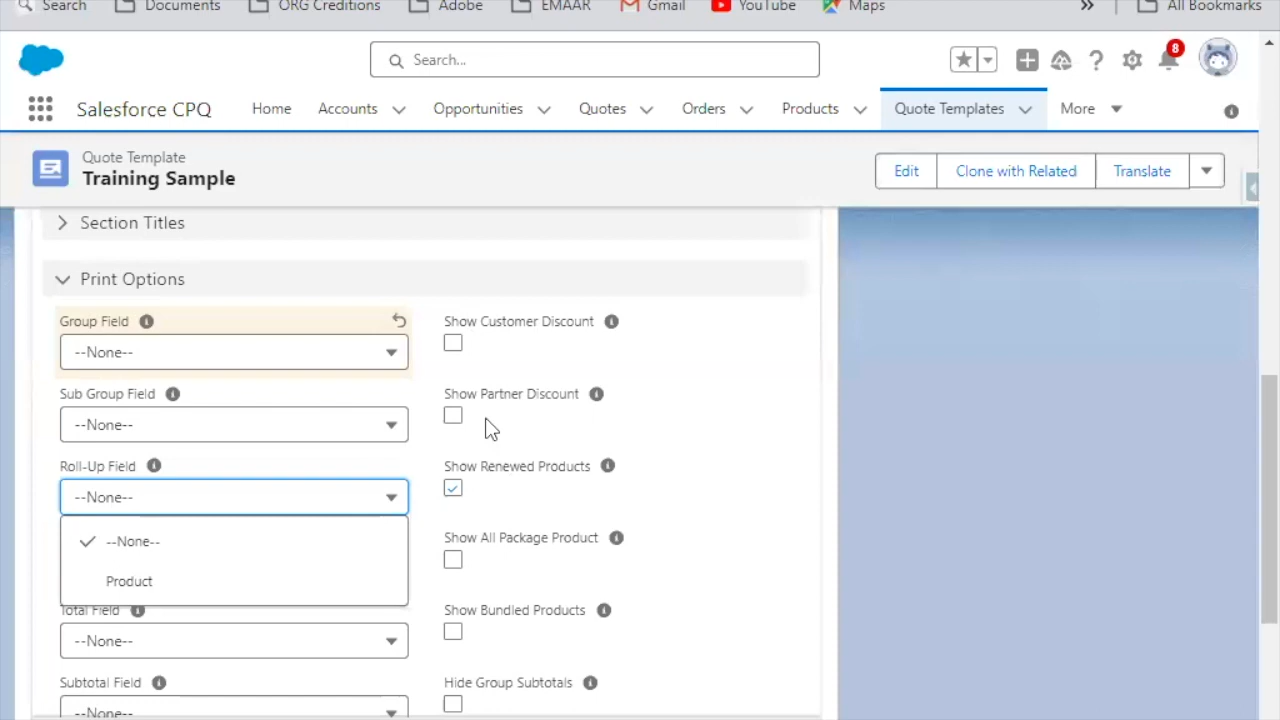 Search Documents ORG Creditions Adobe EMAAR Gmail YouTube Maps All Bookmarks
Search...
8
Salesforce CPQ Home Accounts Opportunities Quotes Orders Products Quote Templates More
Quote Template
Training Sample
Edit Clone with Related Translate
Section Titles
Print Options
Group Field Show Customer Discount
--None--
Sub Group Field Show Partner Discount
--None--
Roll-Up Field Show Renewed Products
--None--
--None-- Show All Package Product
Product
Total Field Show Bundled Products
--None--
Subtotal Field Hide Group Subtotals
--None--